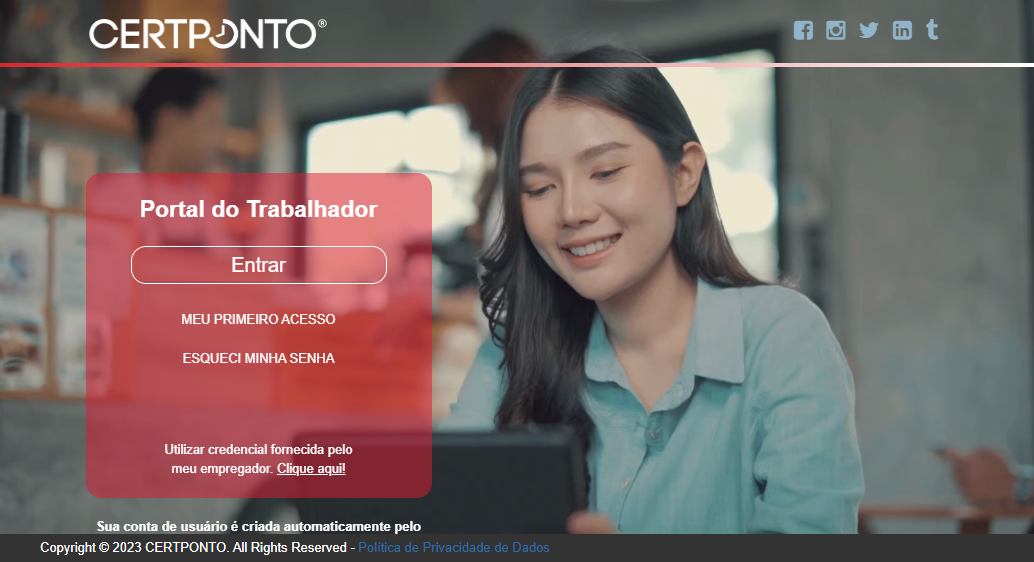 CERTPONTO®
Portal do Trabalhador
Entrar
MEU PRIMEIRO ACESSO
ESQUECI MINHA SENHA
Utilizar credencial fornecida pelo
meu empregador. Clique aqui!
Sua conta de usuário é criada automaticamente pelo
Copyright © 2023 CERTPONTO. All Rights Reserved - Política de Privacidade de Dados